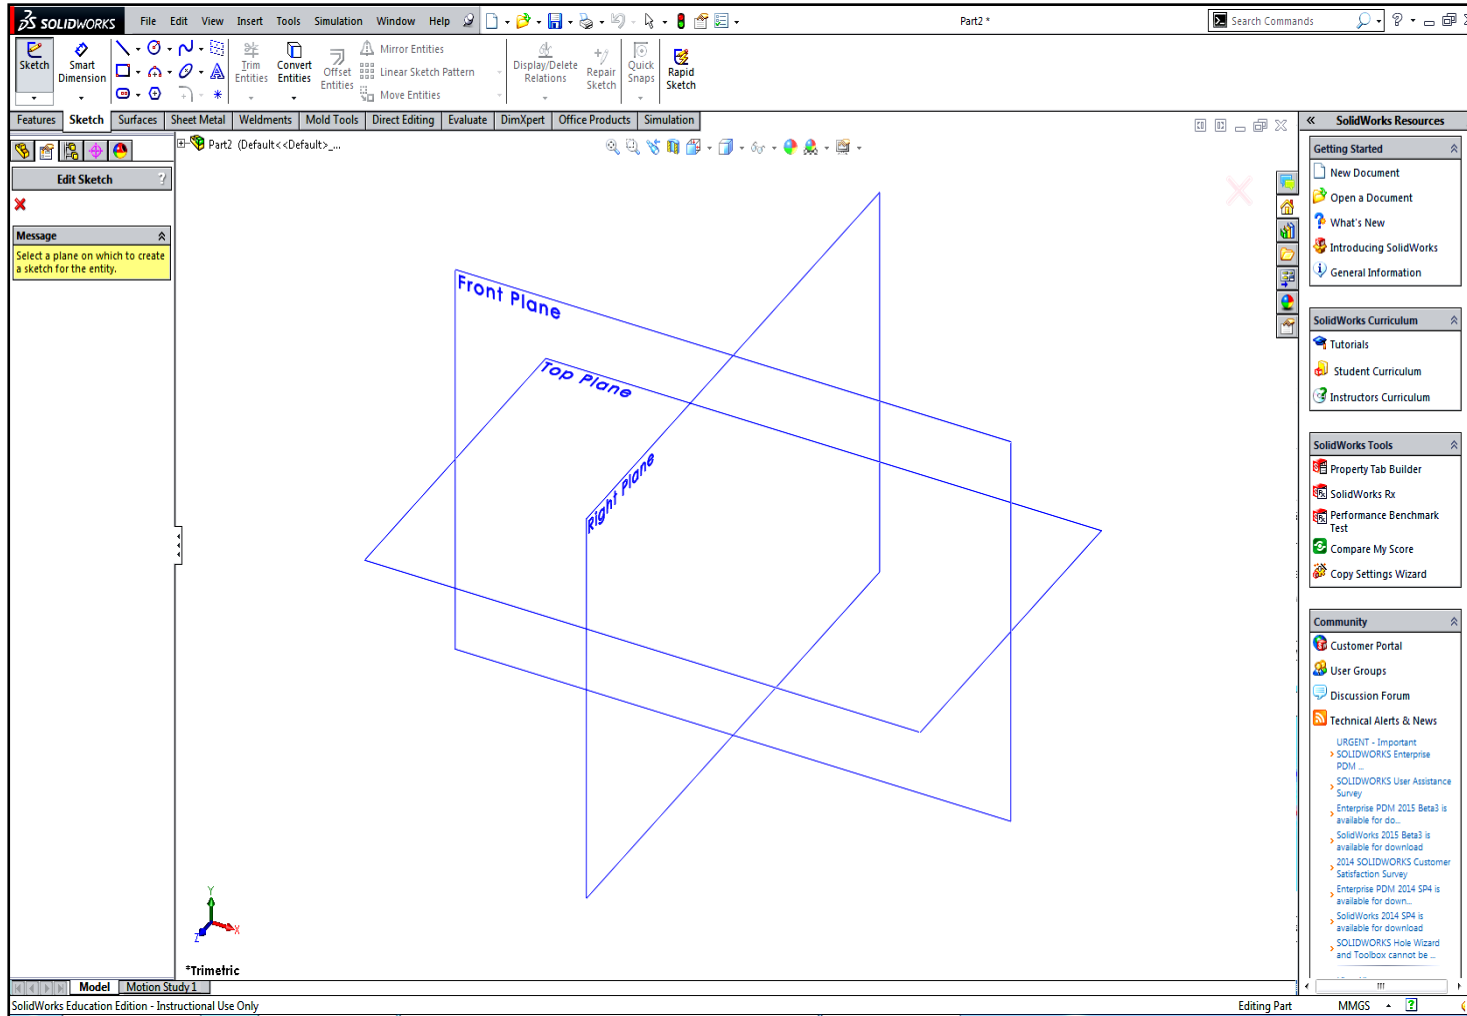 SOLIDWORKS File Edit View Insert Tools Simulation Window Help Part2 * Search Commands
Sketch Smart Dimension Trim Entities Convert Entities Offset Entities Mirror Entities Linear Sketch Pattern Move Entities Display/Delete Relations Repair Sketch Quick Snaps Rapid Sketch
Features Sketch Surfaces Sheet Metal Weldments Mold Tools Direct Editing Evaluate DimXpert Office Products Simulation
Part2 (Default<<Default>_...
Edit Sketch ?
Message
Select a plane on which to create
a sketch for the entity.
Front Plane
Top Plane
Right Plane
Y
X
Z
*Trimetric
SolidWorks Resources
Getting Started
New Document
Open a Document
What's New
Introducing SolidWorks
General Information
SolidWorks Curriculum
Tutorials
Student Curriculum
Instructors Curriculum
SolidWorks Tools
Property Tab Builder
SolidWorks Rx
Performance Benchmark
Test
Compare My Score
Copy Settings Wizard
Community
Customer Portal
User Groups
Discussion Forum
Technical Alerts & News
URGENT - Important
SOLIDWORKS Enterprise
PDM ...
SOLIDWORKS User Assistance
Survey
Enterprise PDM 2015 Beta3 is
available for do...
SolidWorks 2015 Beta3 is
available for download
2014 SOLIDWORKS Customer
Satisfaction Survey
Enterprise PDM 2014 SP4 is
available for down...
SolidWorks 2014 SP4 is
available for download
SOLIDWORKS Hole Wizard
and Toolbox cannot be ...
Model Motion Study 1
SolidWorks Education Edition - Instructional Use Only Editing Part MMGS